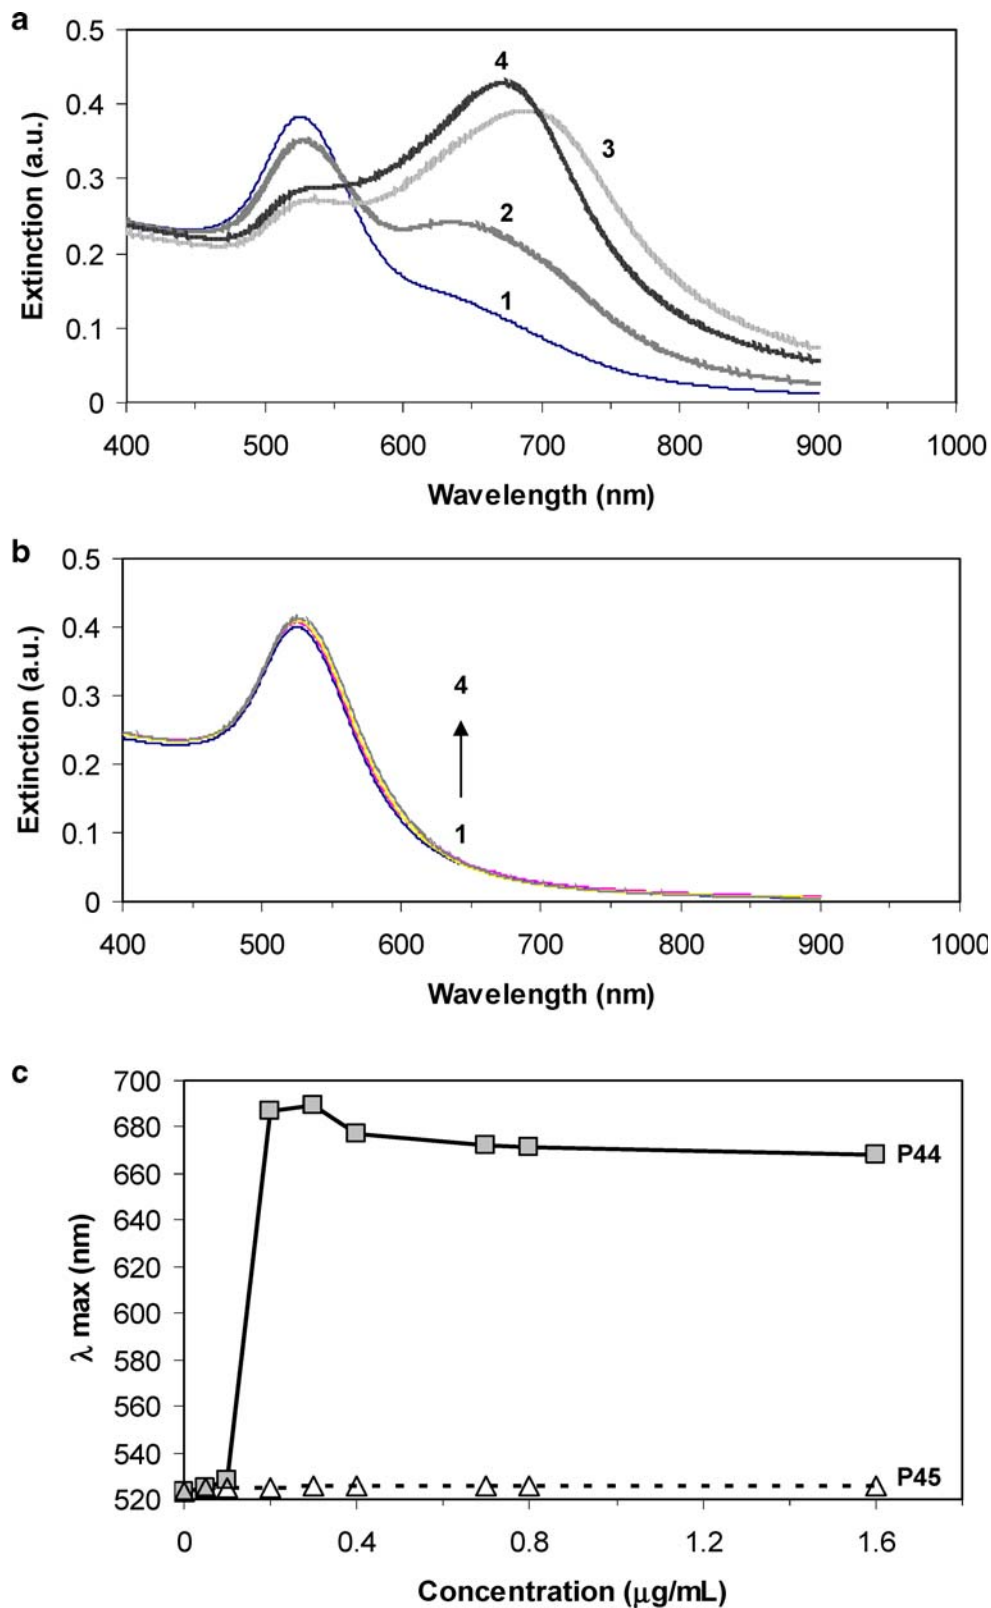 a
0.5
0.4
0.3
0.2
0.1
0
Extinction (a.u.)
4
3
2
1
400 500 600 700 800 900 1000
Wavelength (nm)
b
0.5
0.4
0.3
0.2
0.1
0
Extinction (a.u.)
4
1
400 500 600 700 800 900 1000
Wavelength (nm)
c
700
680
660
640
620
600
580
560
540
520
λ max (nm)
P44
P45
0 0.4 0.8 1.2 1.6
Concentration (μg/mL)